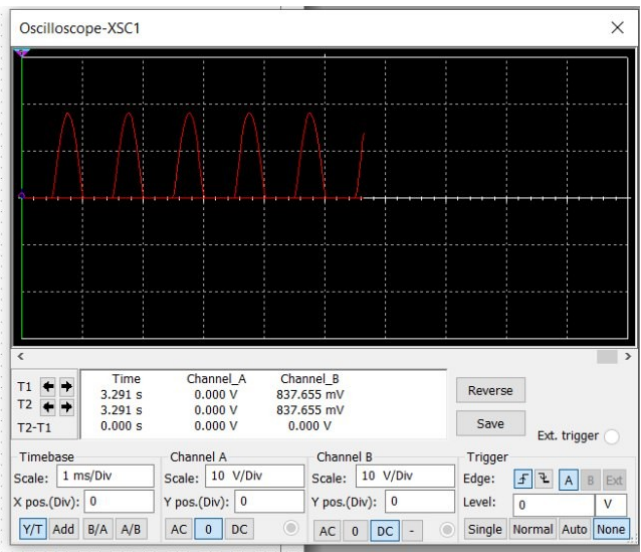 Oscilloscope-XSC1
Time Channel_A Channel_B
T1 3.291 s 0.000 V 837.655 mV
T2 3.291 s 0.000 V 837.655 mV
T2-T1 0.000 s 0.000 V 0.000 V
Reverse
Save
Ext. trigger
Timebase Channel A Channel B Trigger
Scale: 1 ms/Div Scale: 10 V/Div Scale: 10 V/Div Edge: A B Ext
X pos.(Div): 0 Y pos.(Div): 0 Y pos.(Div): 0 Level: 0 V
Y/T Add B/A A/B AC 0 DC AC 0 DC - Single Normal Auto None